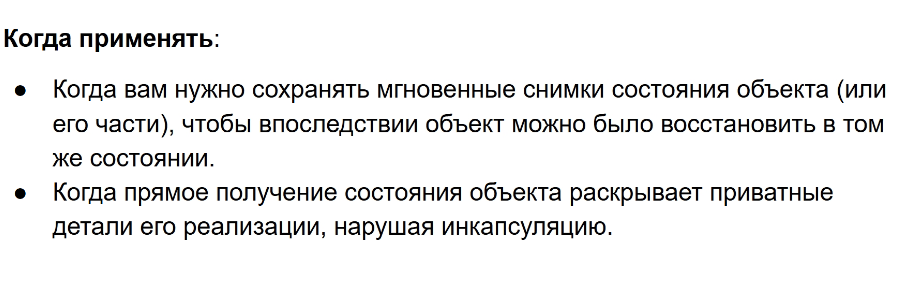 Когда применять:
● Когда вам нужно сохранять мгновенные снимки состояния объекта (или
его части), чтобы впоследствии объект можно было восстановить в том
же состоянии.
● Когда прямое получение состояния объекта раскрывает приватные
детали его реализации, нарушая инкапсуляцию.